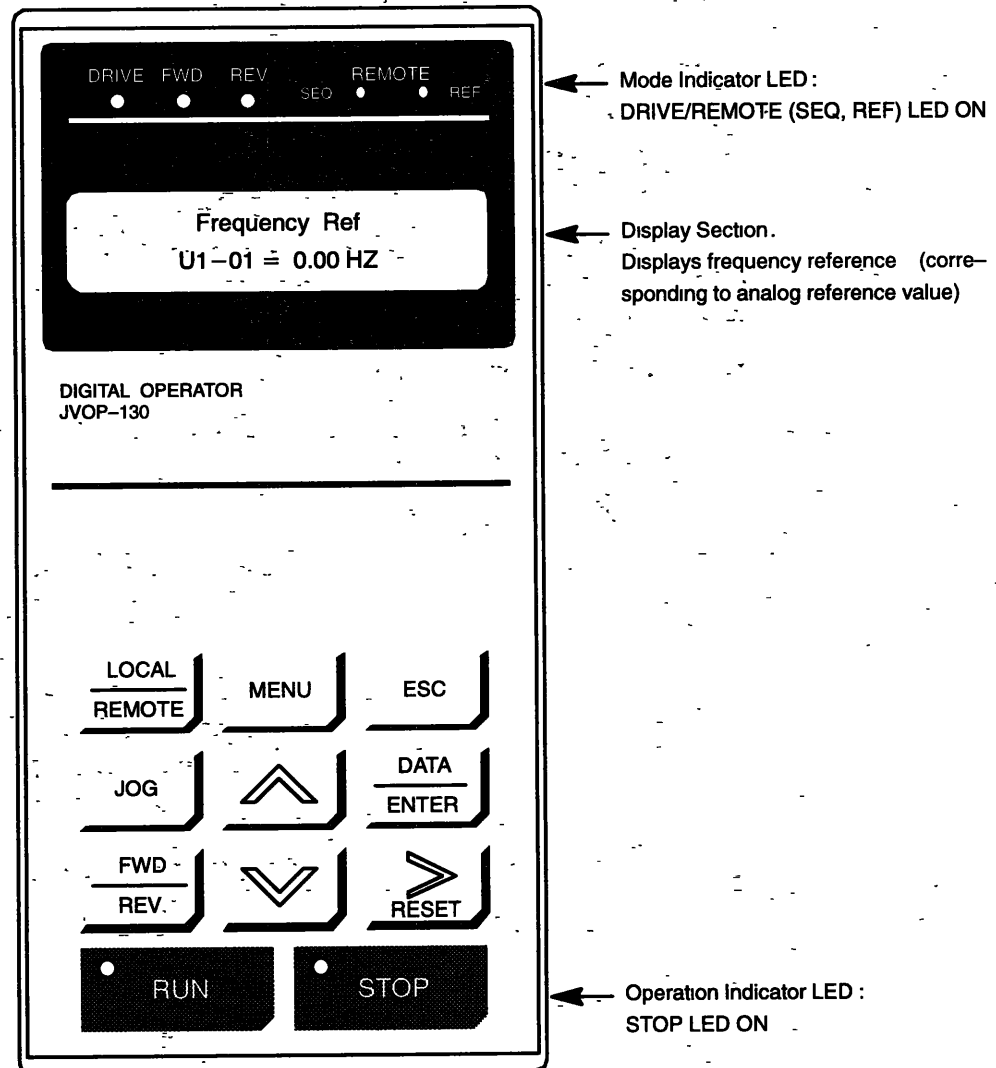 DRIVE FWD REV SEQ REMOTE REF
Mode Indicator LED :
DRIVE/REMOTE (SEQ, REF) LED ON
Frequency Ref
U1-01 = 0.00 HZ
Display Section.
Displays frequency reference (corre-
sponding to analog reference value)
DIGITAL OPERATOR
JVOP-130
LOCAL
REMOTE
MENU
ESC
JOG
DATA
ENTER
FWD
REV
RESET
RUN
STOP
Operation Indicator LED :
STOP LED ON